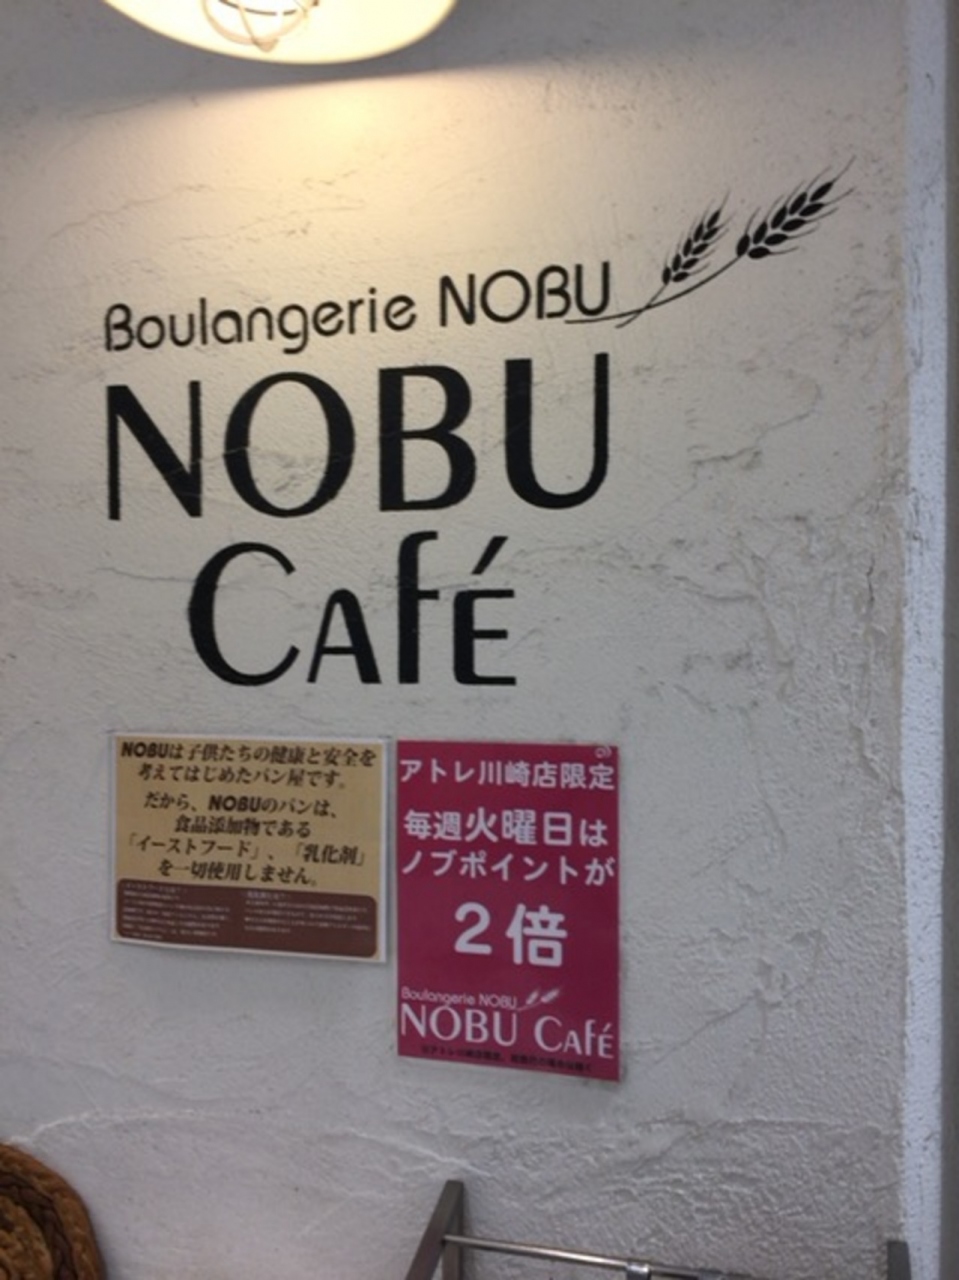 Boulangerie NOBU
NOBU
Café
NOBUは子供たちの健康と安全を
考えてはじめたパン屋です。
だから、NOBUのパンは、
食品添加物である
「イーストフード」、「乳化剤」
を一切使用しません。
アトレ川崎店限定
毎週火曜日は
ノブポイントが
2倍
Boulangerie NOBU
NOBU Café